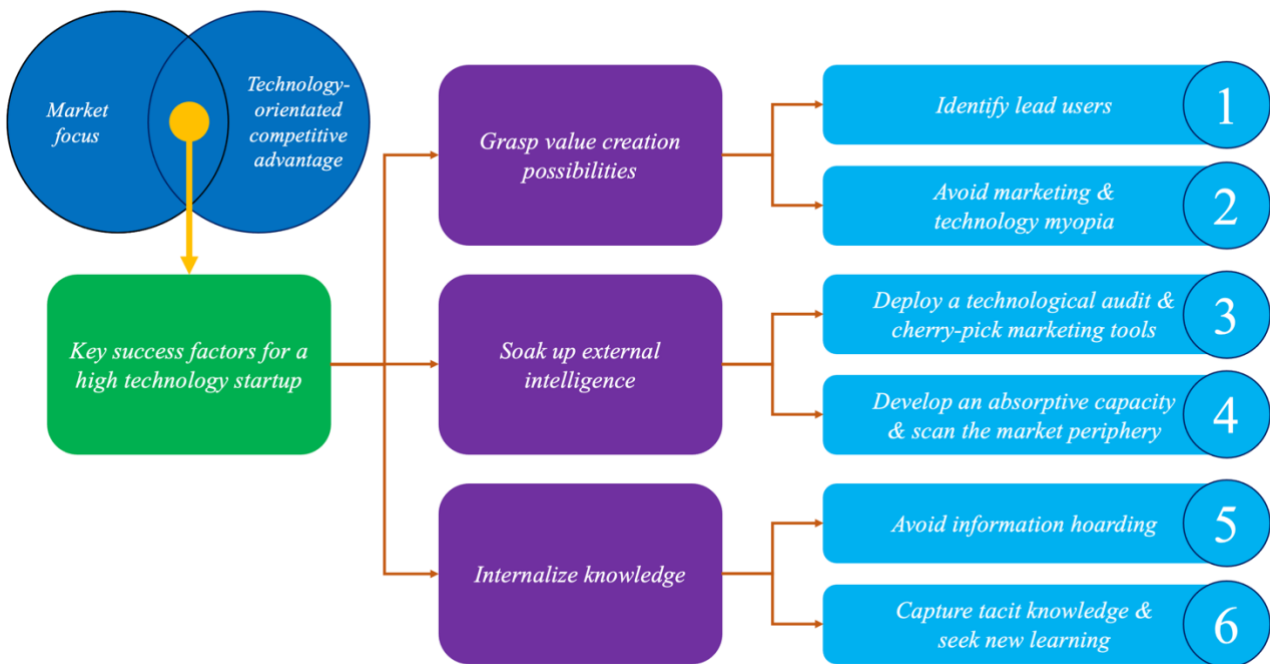 Market
focus
Technology-
orientated
competitive
advantage
Key success factors for a
high technology startup
Grasp value creation
possibilities
Soak up external
intelligence
Internalize knowledge
Identify lead users
1
Avoid marketing &
technology myopia
2
Deploy a technological audit &
cherry-pick marketing tools
3
Develop an absorptive capacity
& scan the market periphery
4
Avoid information hoarding
5
Capture tacit knowledge &
seek new learning
6